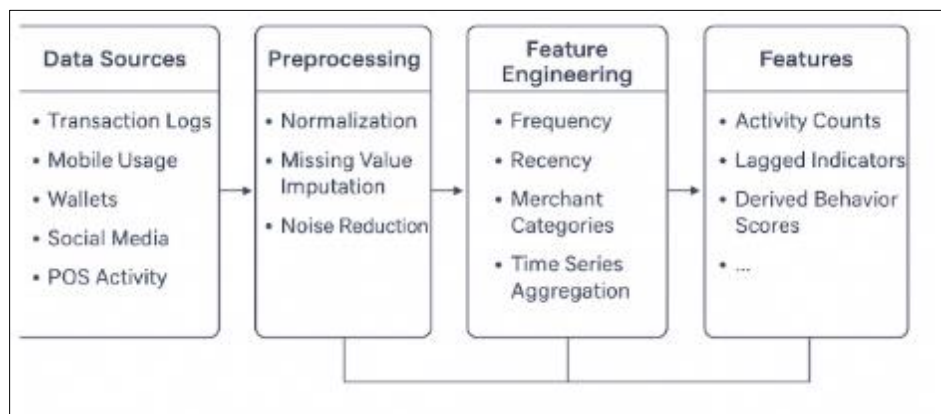 Data Sources
• Transaction Logs
• Mobile Usage
• Wallets
• Social Media
• POS Activity
Preprocessing
• Normalization
• Missing Value
Imputation
• Noise Reduction
Feature
Engineering
• Frequency
• Recency
• Merchant
Categories
• Time Series
Aggregation
Features
• Activity Counts
• Lagged Indicators
• Derived Behavior
Scores
• ...